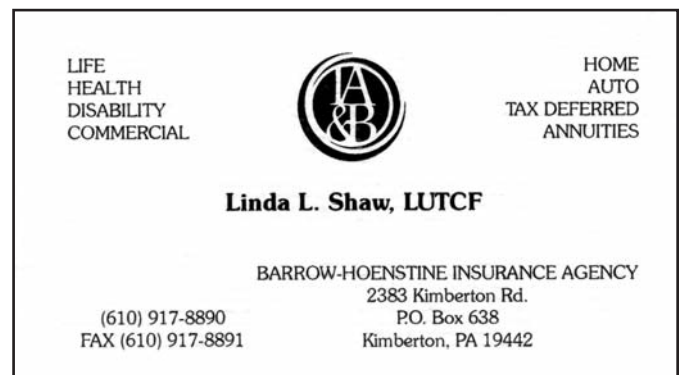 LIFE
HEALTH
DISABILITY
COMMERCIAL
IA
&B
HOME
AUTO
TAX DEFERRED
ANNUITIES
Linda L. Shaw, LUTCF
BARROW-HOENSTINE INSURANCE AGENCY
2383 Kimberton Rd.
P.O. Box 638
Kimberton, PA 19442
(610) 917-8890
FAX (610) 917-8891